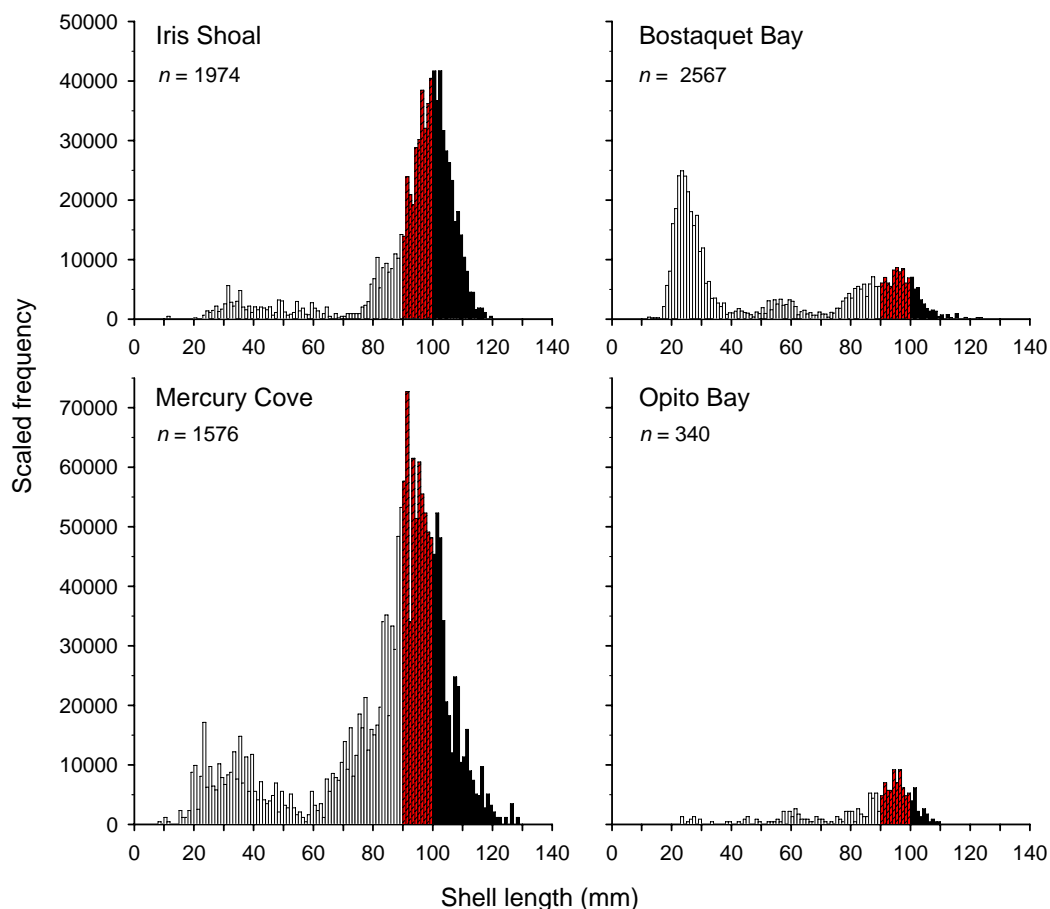 Iris Shoal
n = 1974
50000
40000
30000
20000
10000
0
0 20 40 60 80 100 120 140
Bostaquet Bay
n = 2567
0 20 40 60 80 100 120 140
Scaled frequency
Mercury Cove
n = 1576
70000
60000
50000
40000
30000
20000
10000
0
0 20 40 60 80 100 120 140
Opito Bay
n = 340
0 20 40 60 80 100 120 140
Shell length (mm)